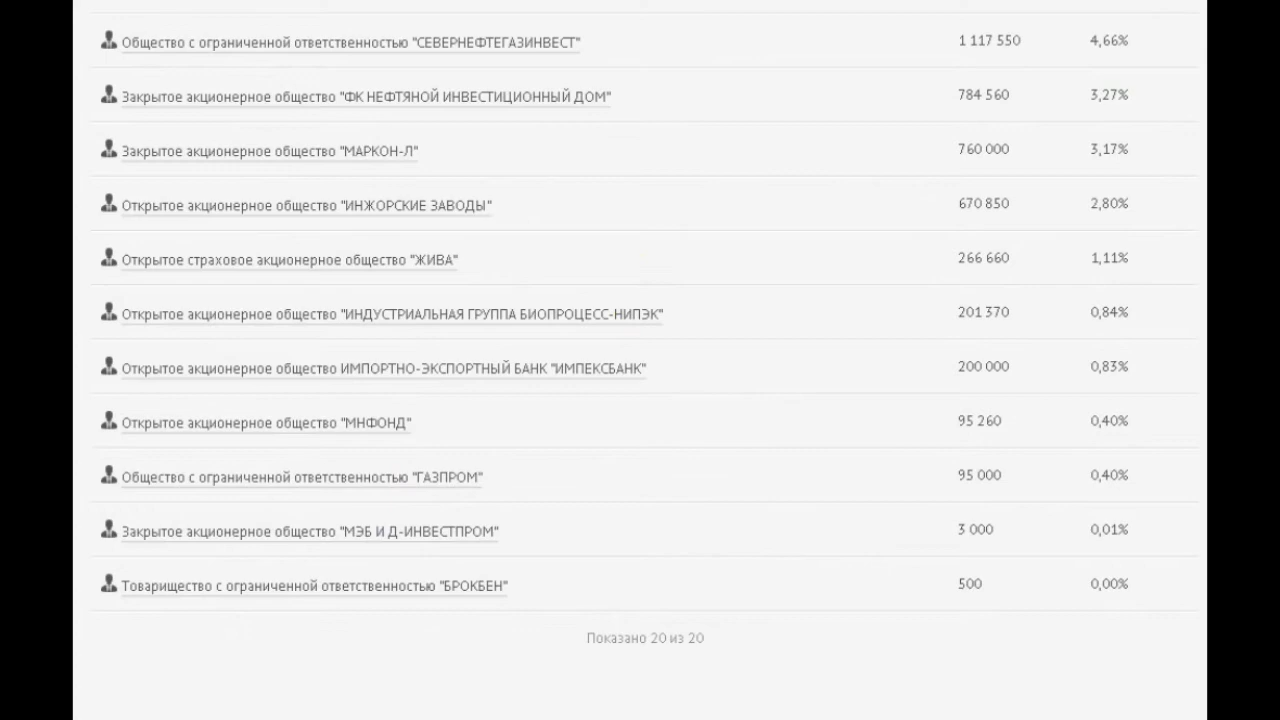 Общество с ограниченной ответственностью "СЕВЕРНЕФТЕГАЗИНВЕСТ" 1 117 550 4,66%
Закрытое акционерное общество "ФК НЕФТЯНОЙ ИНВЕСТИЦИОННЫЙ ДОМ" 784 560 3,27%
Закрытое акционерное общество "МАРКОН-Л" 760 000 3,17%
Открытое акционерное общество "ИНЖОРСКИЕ ЗАВОДЫ" 670 850 2,80%
Открытое страховое акционерное общество "ЖИВА" 266 660 1,11%
Открытое акционерное общество "ИНДУСТРИАЛЬНАЯ ГРУППА БИОПРОЦЕСС-НИПЭК" 201 370 0,84%
Открытое акционерное общество ИМПОРТНО-ЭКСПОРТНЫЙ БАНК "ИМПЕКСБАНК" 200 000 0,83%
Открытое акционерное общество "МНФОНД" 95 260 0,40%
Общество с ограниченной ответственностью "ГАЗПРОМ" 95 000 0,40%
Закрытое акционерное общество "МЭБ И Д-ИНВЕСТПРОМ" 3 000 0,01%
Товарищество с ограниченной ответственностью "БРОКБЕН" 500 0,00%
Показано 20 из 20